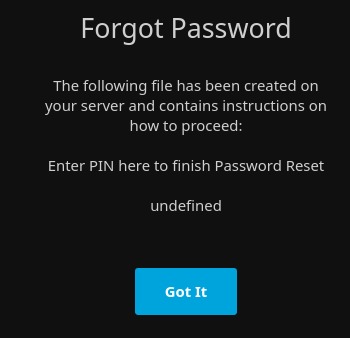 Forgot Password
The following file has been created on
your server and contains instructions on
how to proceed:
Enter PIN here to finish Password Reset
undefined
Got It